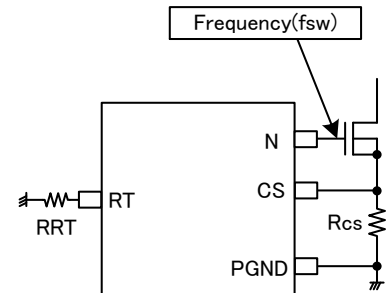 Frequency(fsw)
N
RT
CS
RRT
Rcs
PGND